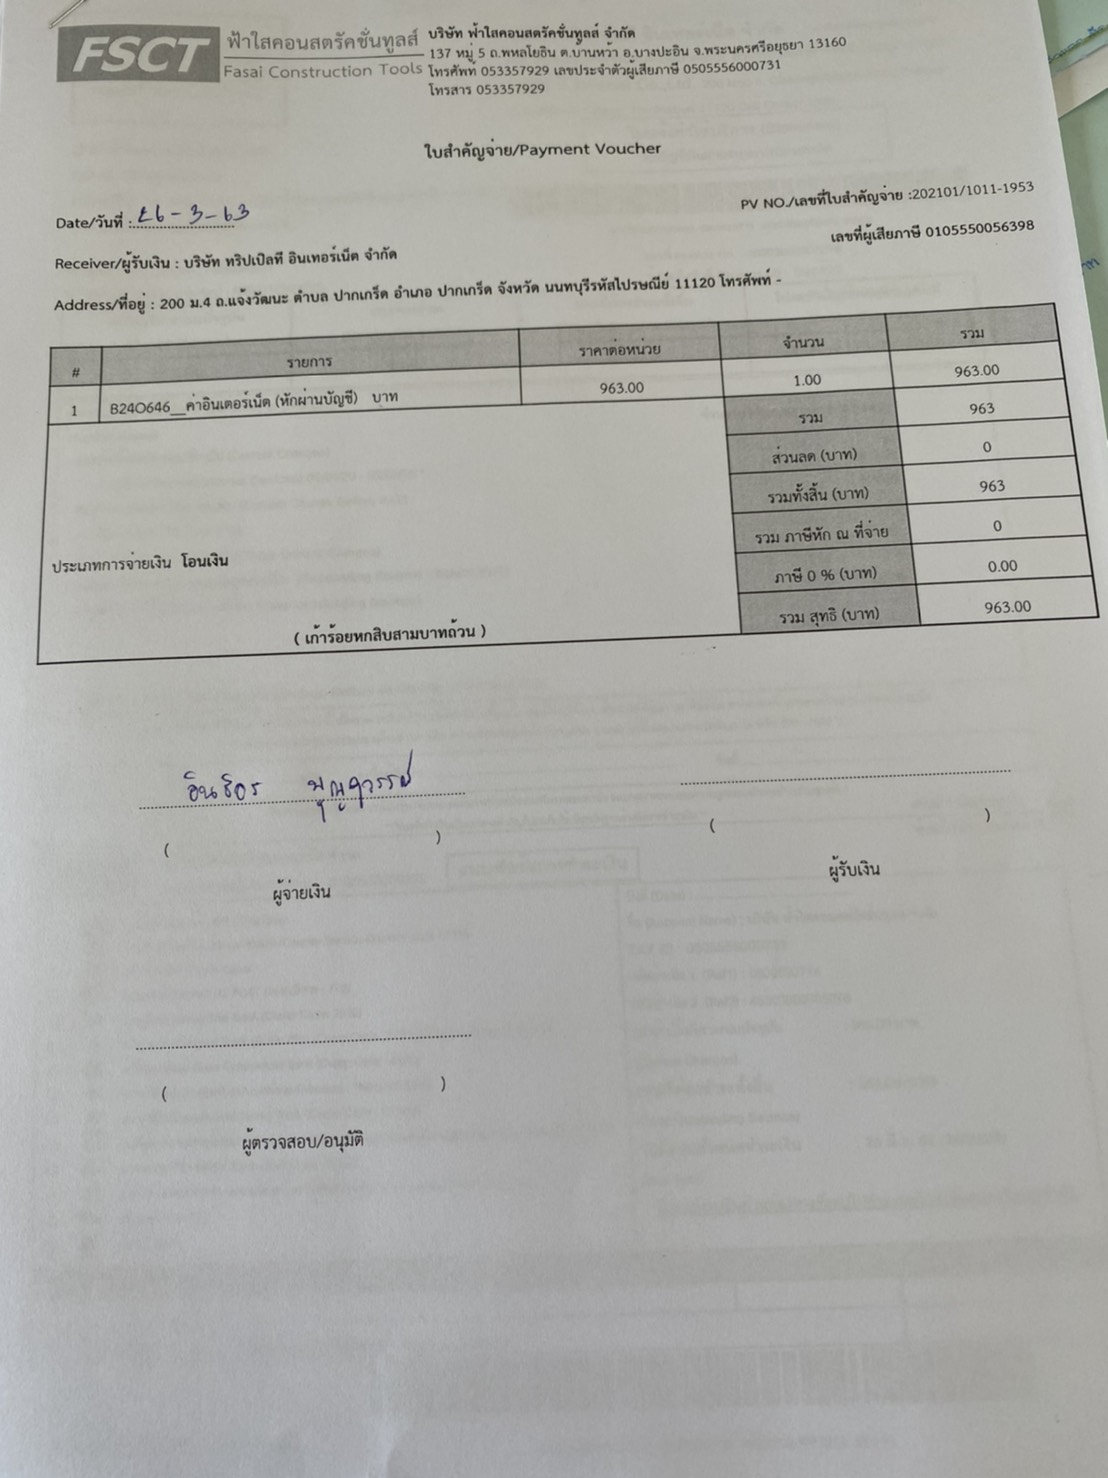 FSCT
ฟ้าใสคอนสตรัคชั่นทูลส์
Fasai Construction Tools
บริษัท ฟ้าใสคอนสตรัคชั่นทูลส์ จำกัด
137 หมู่ 5 ถ.พหลโยธิน ต.บ้านหว้า อ.บางปะอิน จ.พระนครศรีอยุธยา 13160
โทรศัพท์ 053357929 เลขประจำตัวผู้เสียภาษี 0505556000731
โทรสาร 053357929
ใบสำคัญจ่าย/Payment Voucher
PV NO./เลขที่ใบสำคัญจ่าย :202101/1011-1953
Date/วันที่ : 26-3-63
เลขที่ผู้เสียภาษี 0105550056398
Receiver/ผู้รับเงิน : บริษัท ทริปเปิลที อินเทอร์เน็ต จำกัด
Address/ที่อยู่ : 200 ม.4 ถ.แจ้งวัฒนะ ตำบล ปากเกร็ด อำเภอ ปากเกร็ด จังหวัด นนทบุรีรหัสไปรษณีย์ 11120 โทรศัพท์ -
# รายการ ราคาต่อหน่วย จำนวน รวม
1 B240646__ค่าอินเตอร์เน็ต (หักผ่านบัญชี) บาท 963.00 1.00 963.00
รวม 963
ส่วนลด (บาท) 0
รวมทั้งสิ้น (บาท) 963
รวม ภาษีหัก ณ ที่จ่าย 0
ประเภทการจ่ายเงิน โอนเงิน
ภาษี 0 % (บาท) 0.00
รวม สุทธิ (บาท) 963.00
( เก้าร้อยหกสิบสามบาทถ้วน )
( )
( )
ผู้จ่ายเงิน
ผู้รับเงิน
( )
ผู้ตรวจสอบ/อนุมัติ